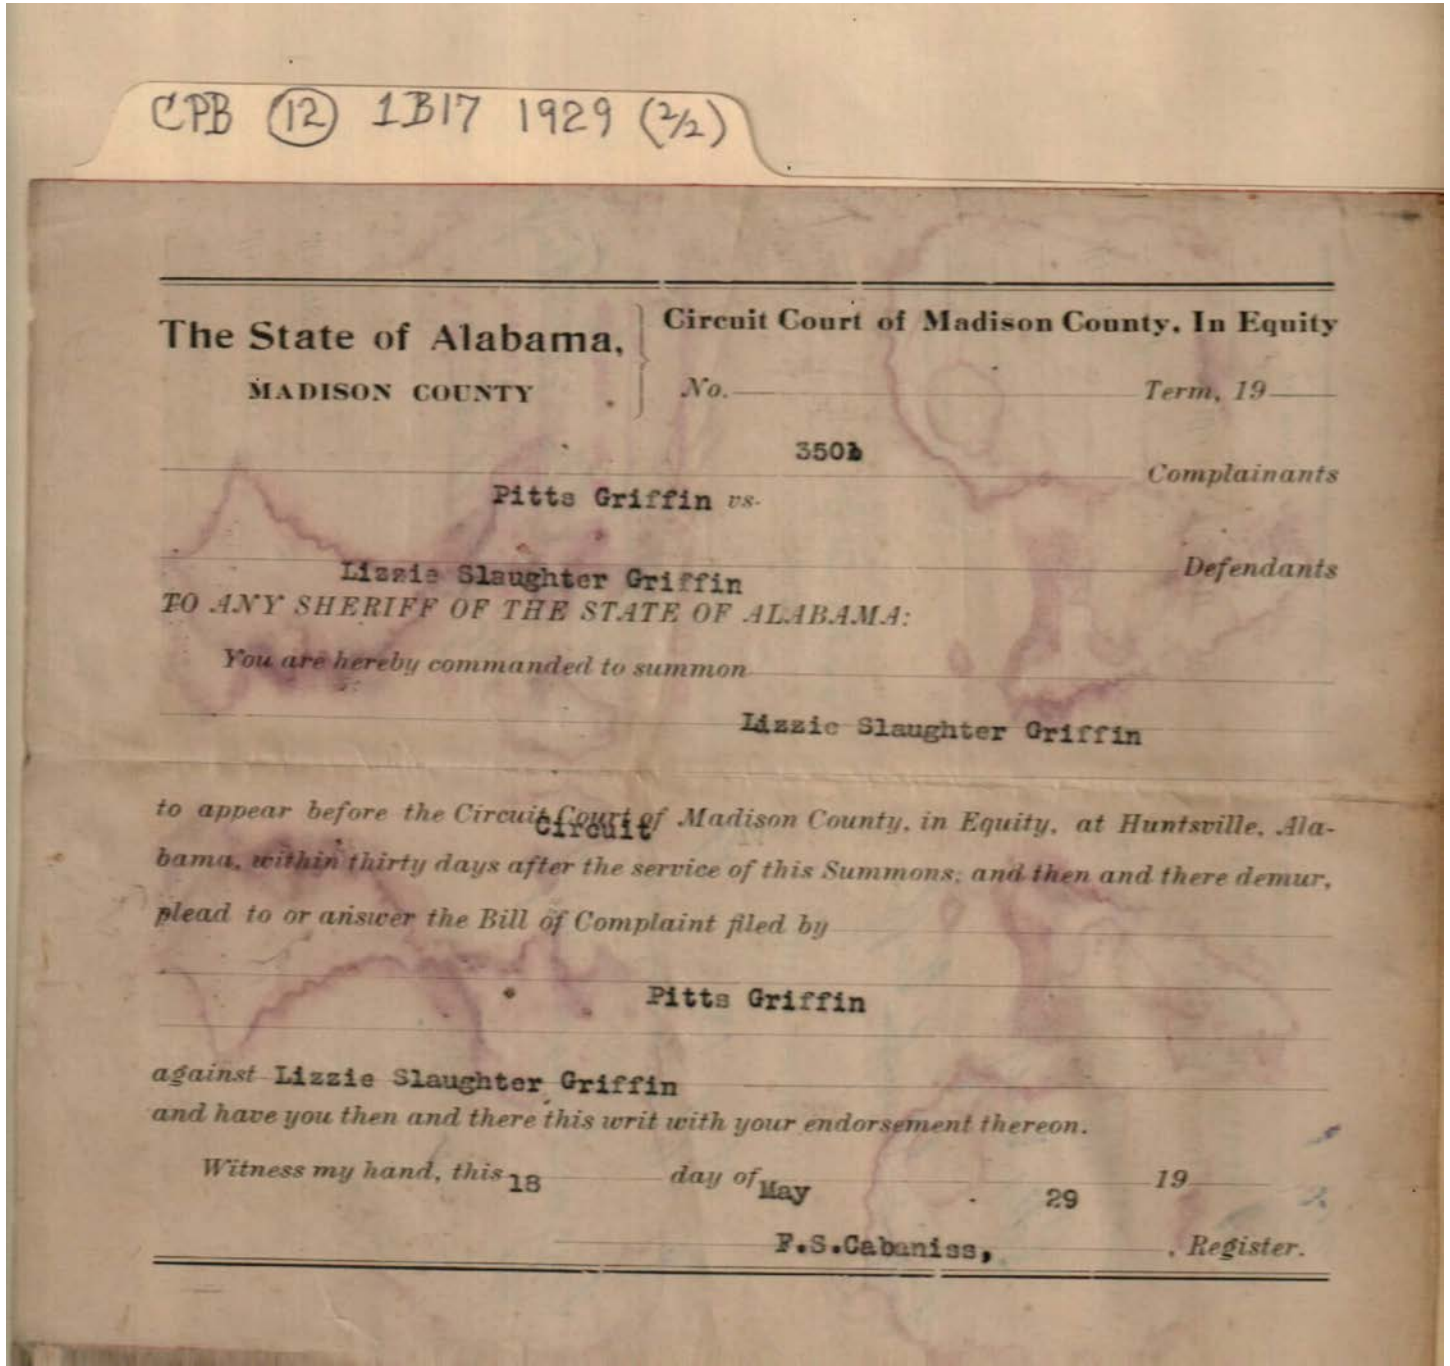 CPB (12) 1B17 1929 (2/2)
The State of Alabama,
MADISON COUNTY
Circuit Court of Madison County. In Equity
No. Term, 19
350
Complainants
Pitts Griffin vs.
Defendants
Lizzie Slaughter Griffin
TO ANY SHERIFF OF THE STATE OF ALABAMA:
You are hereby commanded to summon
Lizzie Slaughter Griffin
to appear before the Circuit Court of Madison County, in Equity, at Huntsville, Ala-
Circuit
bama, within thirty days after the service of this Summons; and then and there demur,
plead to or answer the Bill of Complaint filed by
Pitts Griffin
against Lizzie Slaughter Griffin
and have you then and there this writ with your endorsement thereon.
Witness my hand, this 18 day of May 29 19
F.S.Cabaniss, , Register.